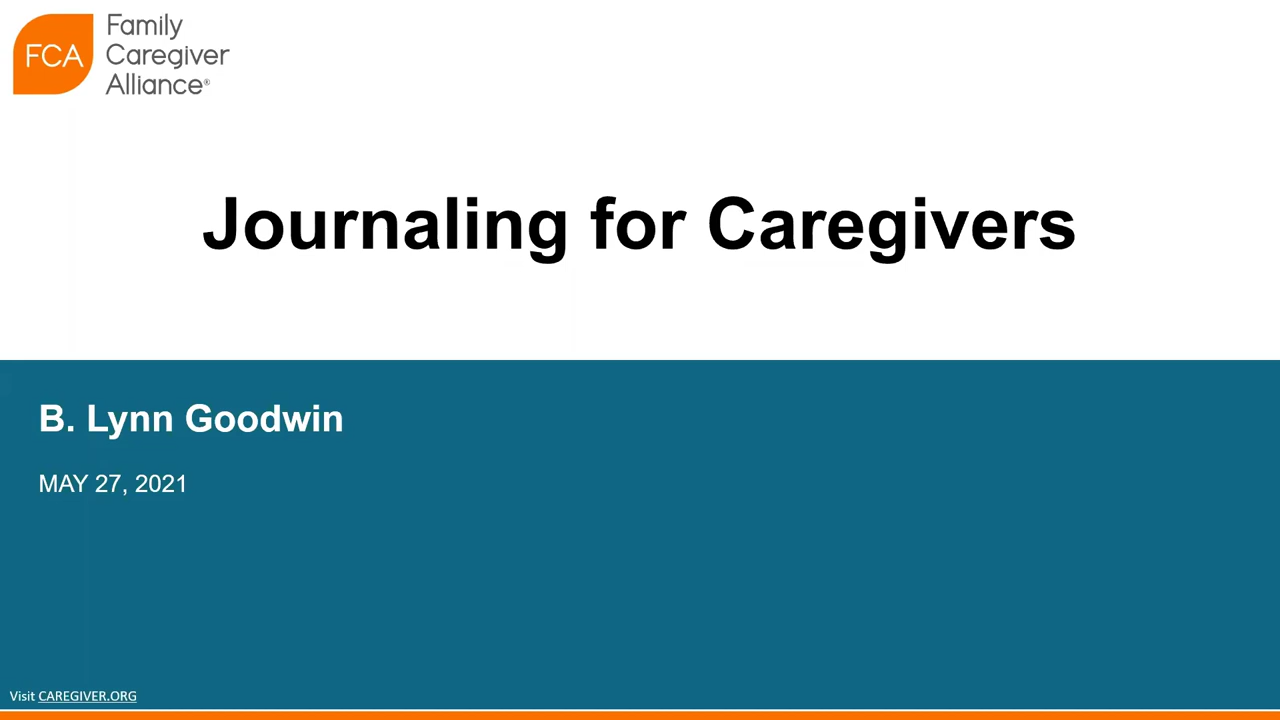 FCA
Family
Caregiver
Alliance®
Journaling for Caregivers
B. Lynn Goodwin
MAY 27, 2021
Visit CAREGIVER.ORG